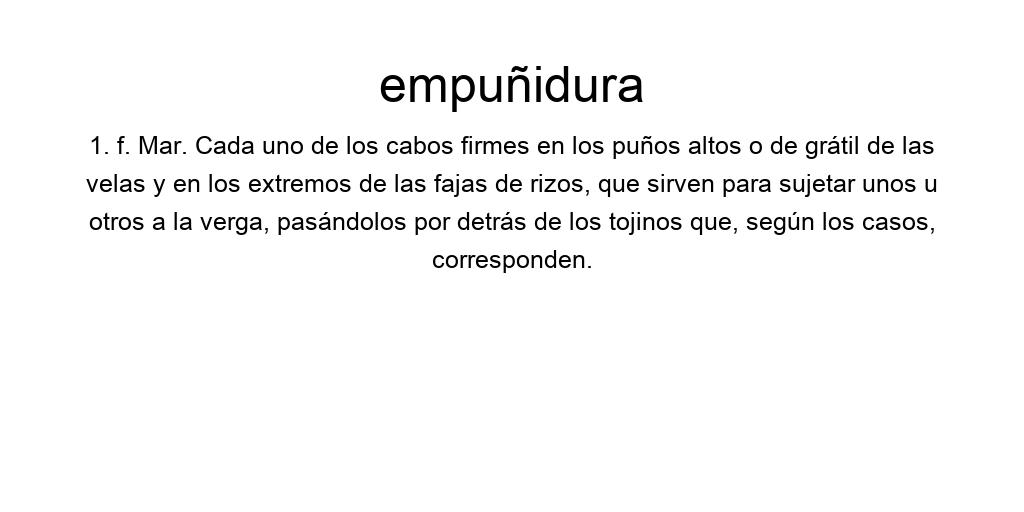 empuñidura
1. f. Mar. Cada uno de los cabos firmes en los puños altos o de grátil de las
velas y en los extremos de las fajas de rizos, que sirven para sujetar unos u
otros a la verga, pasándolos por detrás de los tojinos que, según los casos,
corresponden.